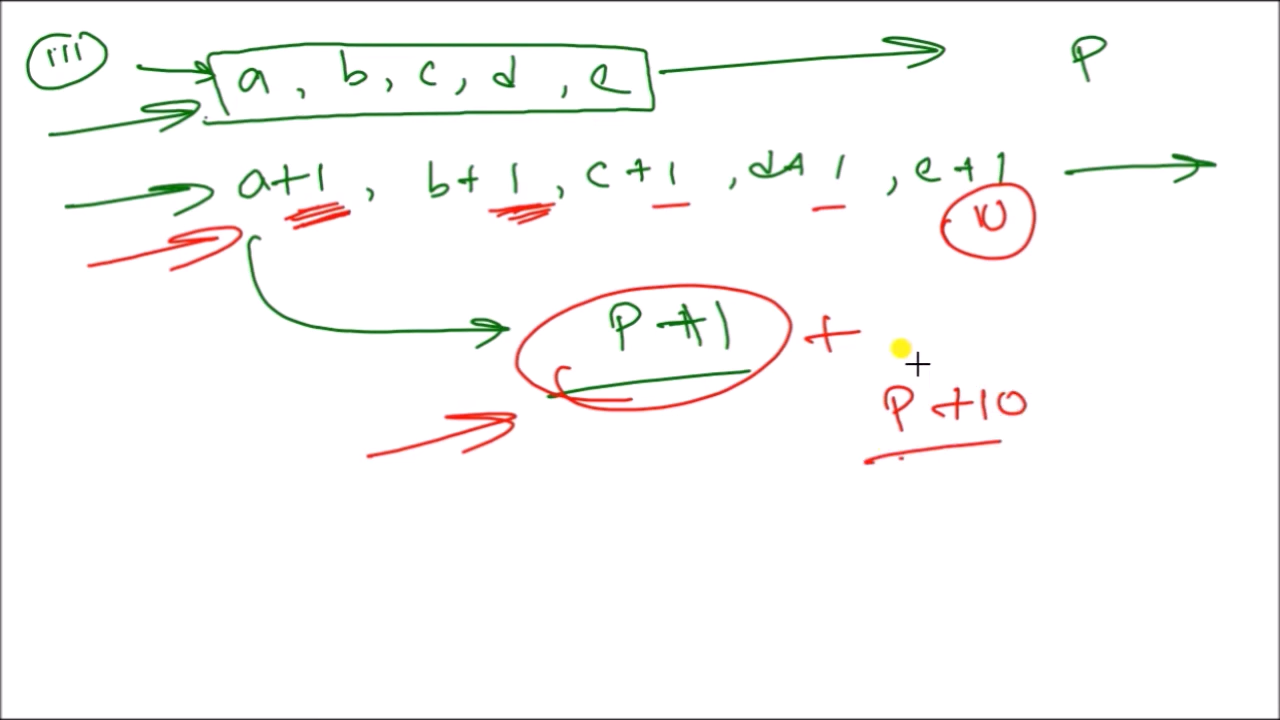 iii a, b, c, d, e P
a+1, b+1, c+1, d+1, e+1
10
P+1 +
P+10